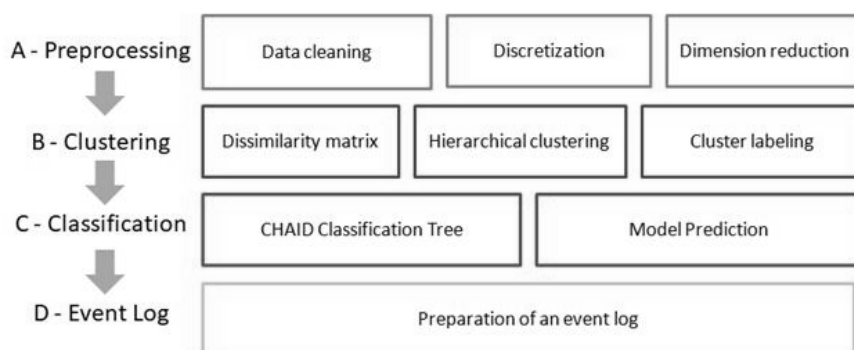 A - Preprocessing
Data cleaning
Discretization
Dimension reduction
B - Clustering
Dissimilarity matrix
Hierarchical clustering
Cluster labeling
C - Classification
CHAID Classification Tree
Model Prediction
D - Event Log
Preparation of an event log